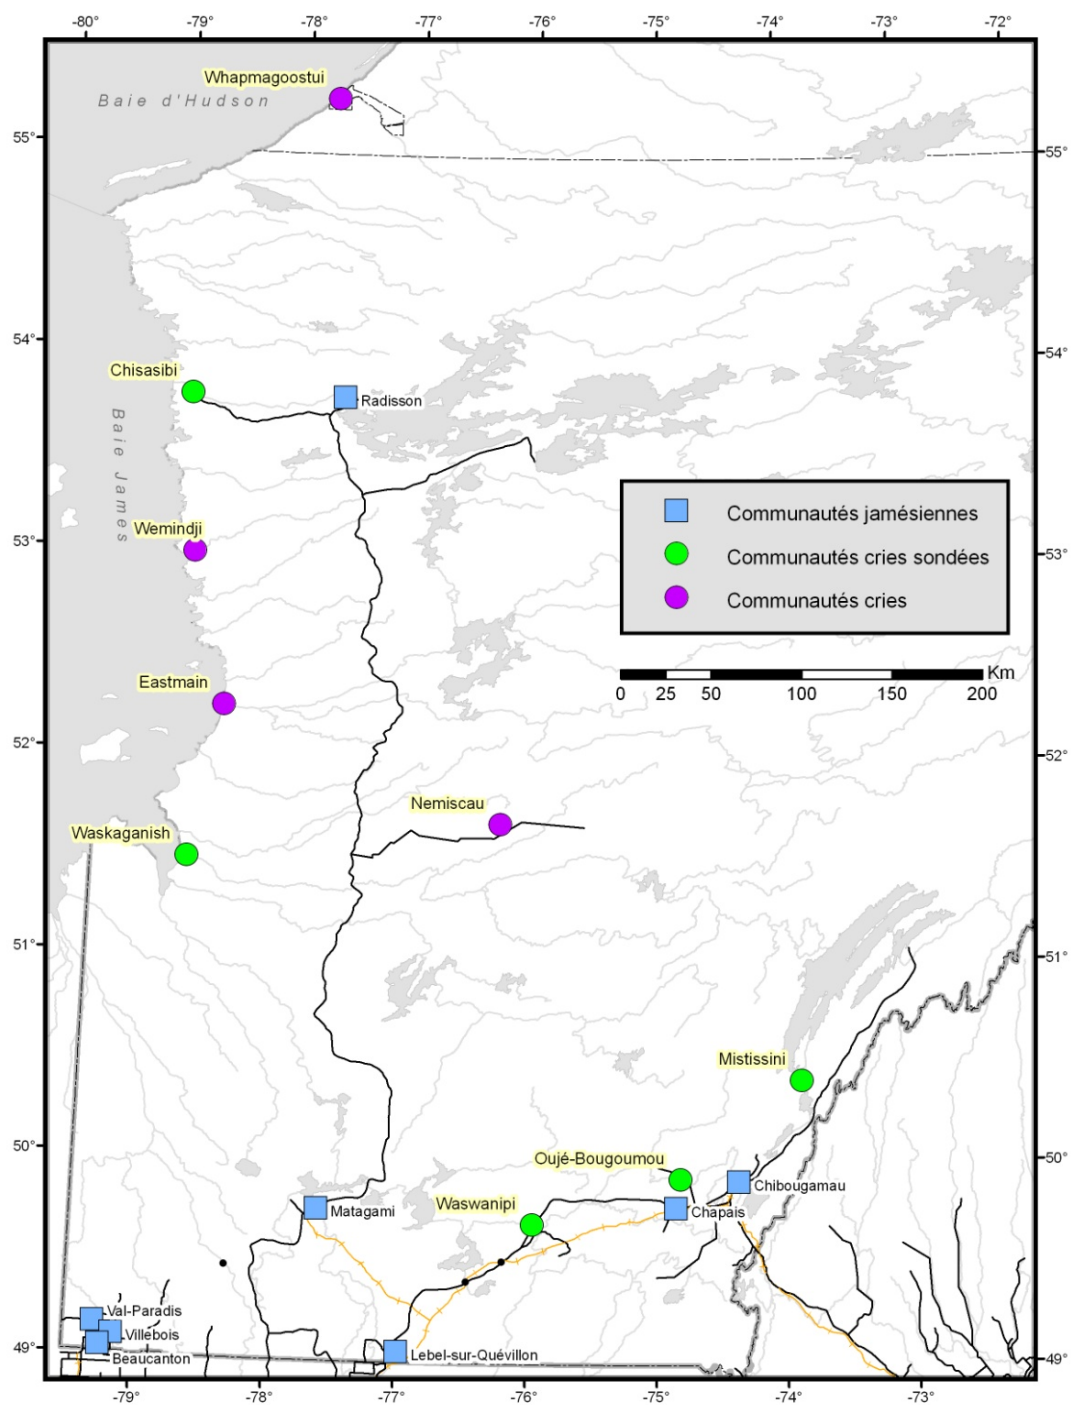 -80° -79° -78° -77° -76° -75° -74° -73° -72°
Whapmagoostui
Baie d'Hudson
55° 55°
54° 54°
Chisasibi
Radisson
Baie James
Communautés jamésiennes
Wemindji
53° 53°
Communautés cries sondées
Communautés cries
Km
0 25 50 100 150 200
Eastmain
52° 52°
Nemiscau
Waskaganish
51° 51°
Mistissini
50° 50°
Oujé-Bougoumou
Chibougamau
Waswanipi
Matagami
Chapais
Val-Paradis
Villebois
Beaucanton
Lebel-sur-Quévillon
49° 49°
-79° -78° -77° -76° -75° -74° -73°